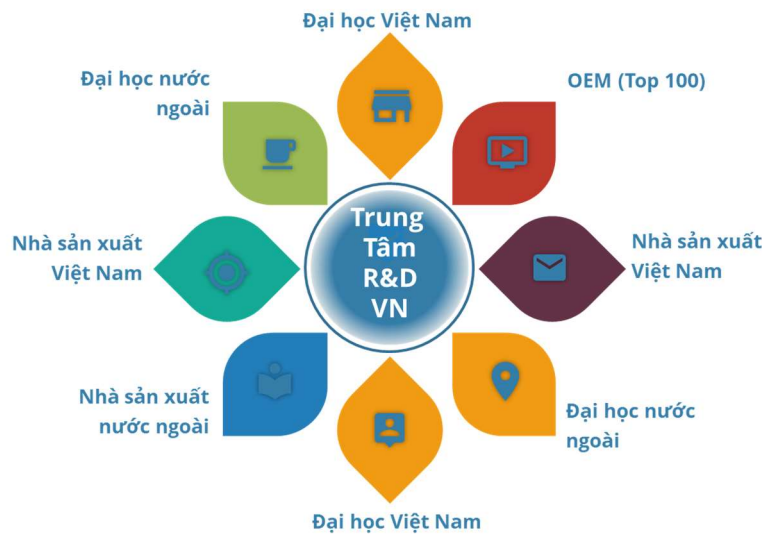 Đại học Việt Nam
Đại học nước
ngoài
OEM (Top 100)
Nhà sản xuất
Việt Nam
Trung
Tâm
R&D
VN
Nhà sản xuất
Việt Nam
Nhà sản xuất
nước ngoài
Đại học nước
ngoài
Đại học Việt Nam